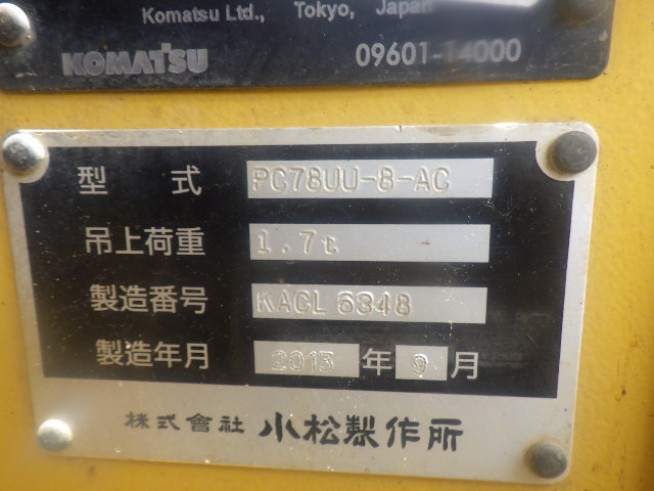 Komatsu Ltd., Tokyo, Japan
KOMATSU 09601-14000
型式 PC78UU-8-AC
吊上荷重 1.7t
製造番号 KACL 6348
製造年月 2013 年 9 月
株式會社 小松製作所